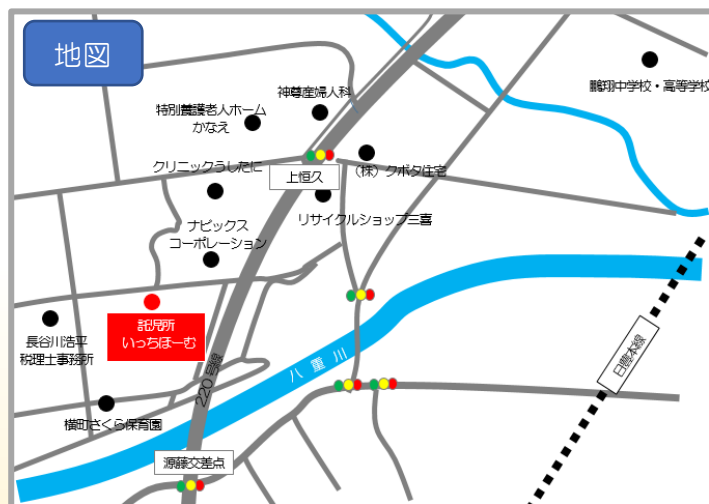 地図
鵬翔中学校・高等学校
神尊産婦人科
特別養護老人ホーム
かなえ
クリニックうしたに
上恒久
（株）クボタ住宅
リサイクルショップ三喜
ナビックス
コーポレーション
託児所
いっちほーむ
長谷川浩平
税理士事務所
220号線
八重川
日豊本線
横町さくら保育園
源藤交差点